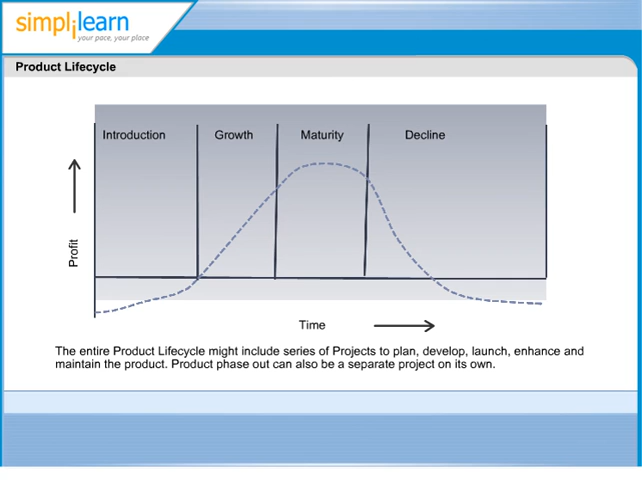 simplilearn
your pace, your place
Product Lifecycle
Introduction
Growth
Maturity
Decline
Profit
Time
The entire Product Lifecycle might include series of Projects to plan, develop, launch, enhance and
maintain the product. Product phase out can also be a separate project on its own.